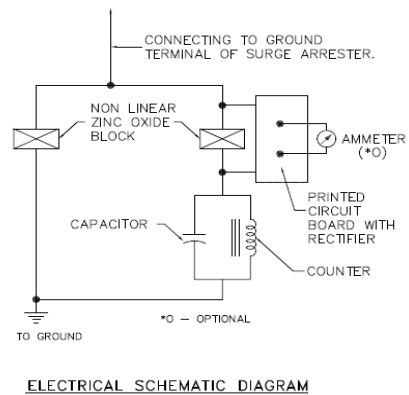 CONNECTING TO GROUND
TERMINAL OF SURGE ARRESTER.
NON LINEAR
ZINC OXIDE
BLOCK
AMMETER
(*O)
PRINTED
CIRCUIT
BOARD WITH
RECTIFIER
CAPACITOR
COUNTER
*O – OPTIONAL
TO GROUND
ELECTRICAL SCHEMATIC DIAGRAM